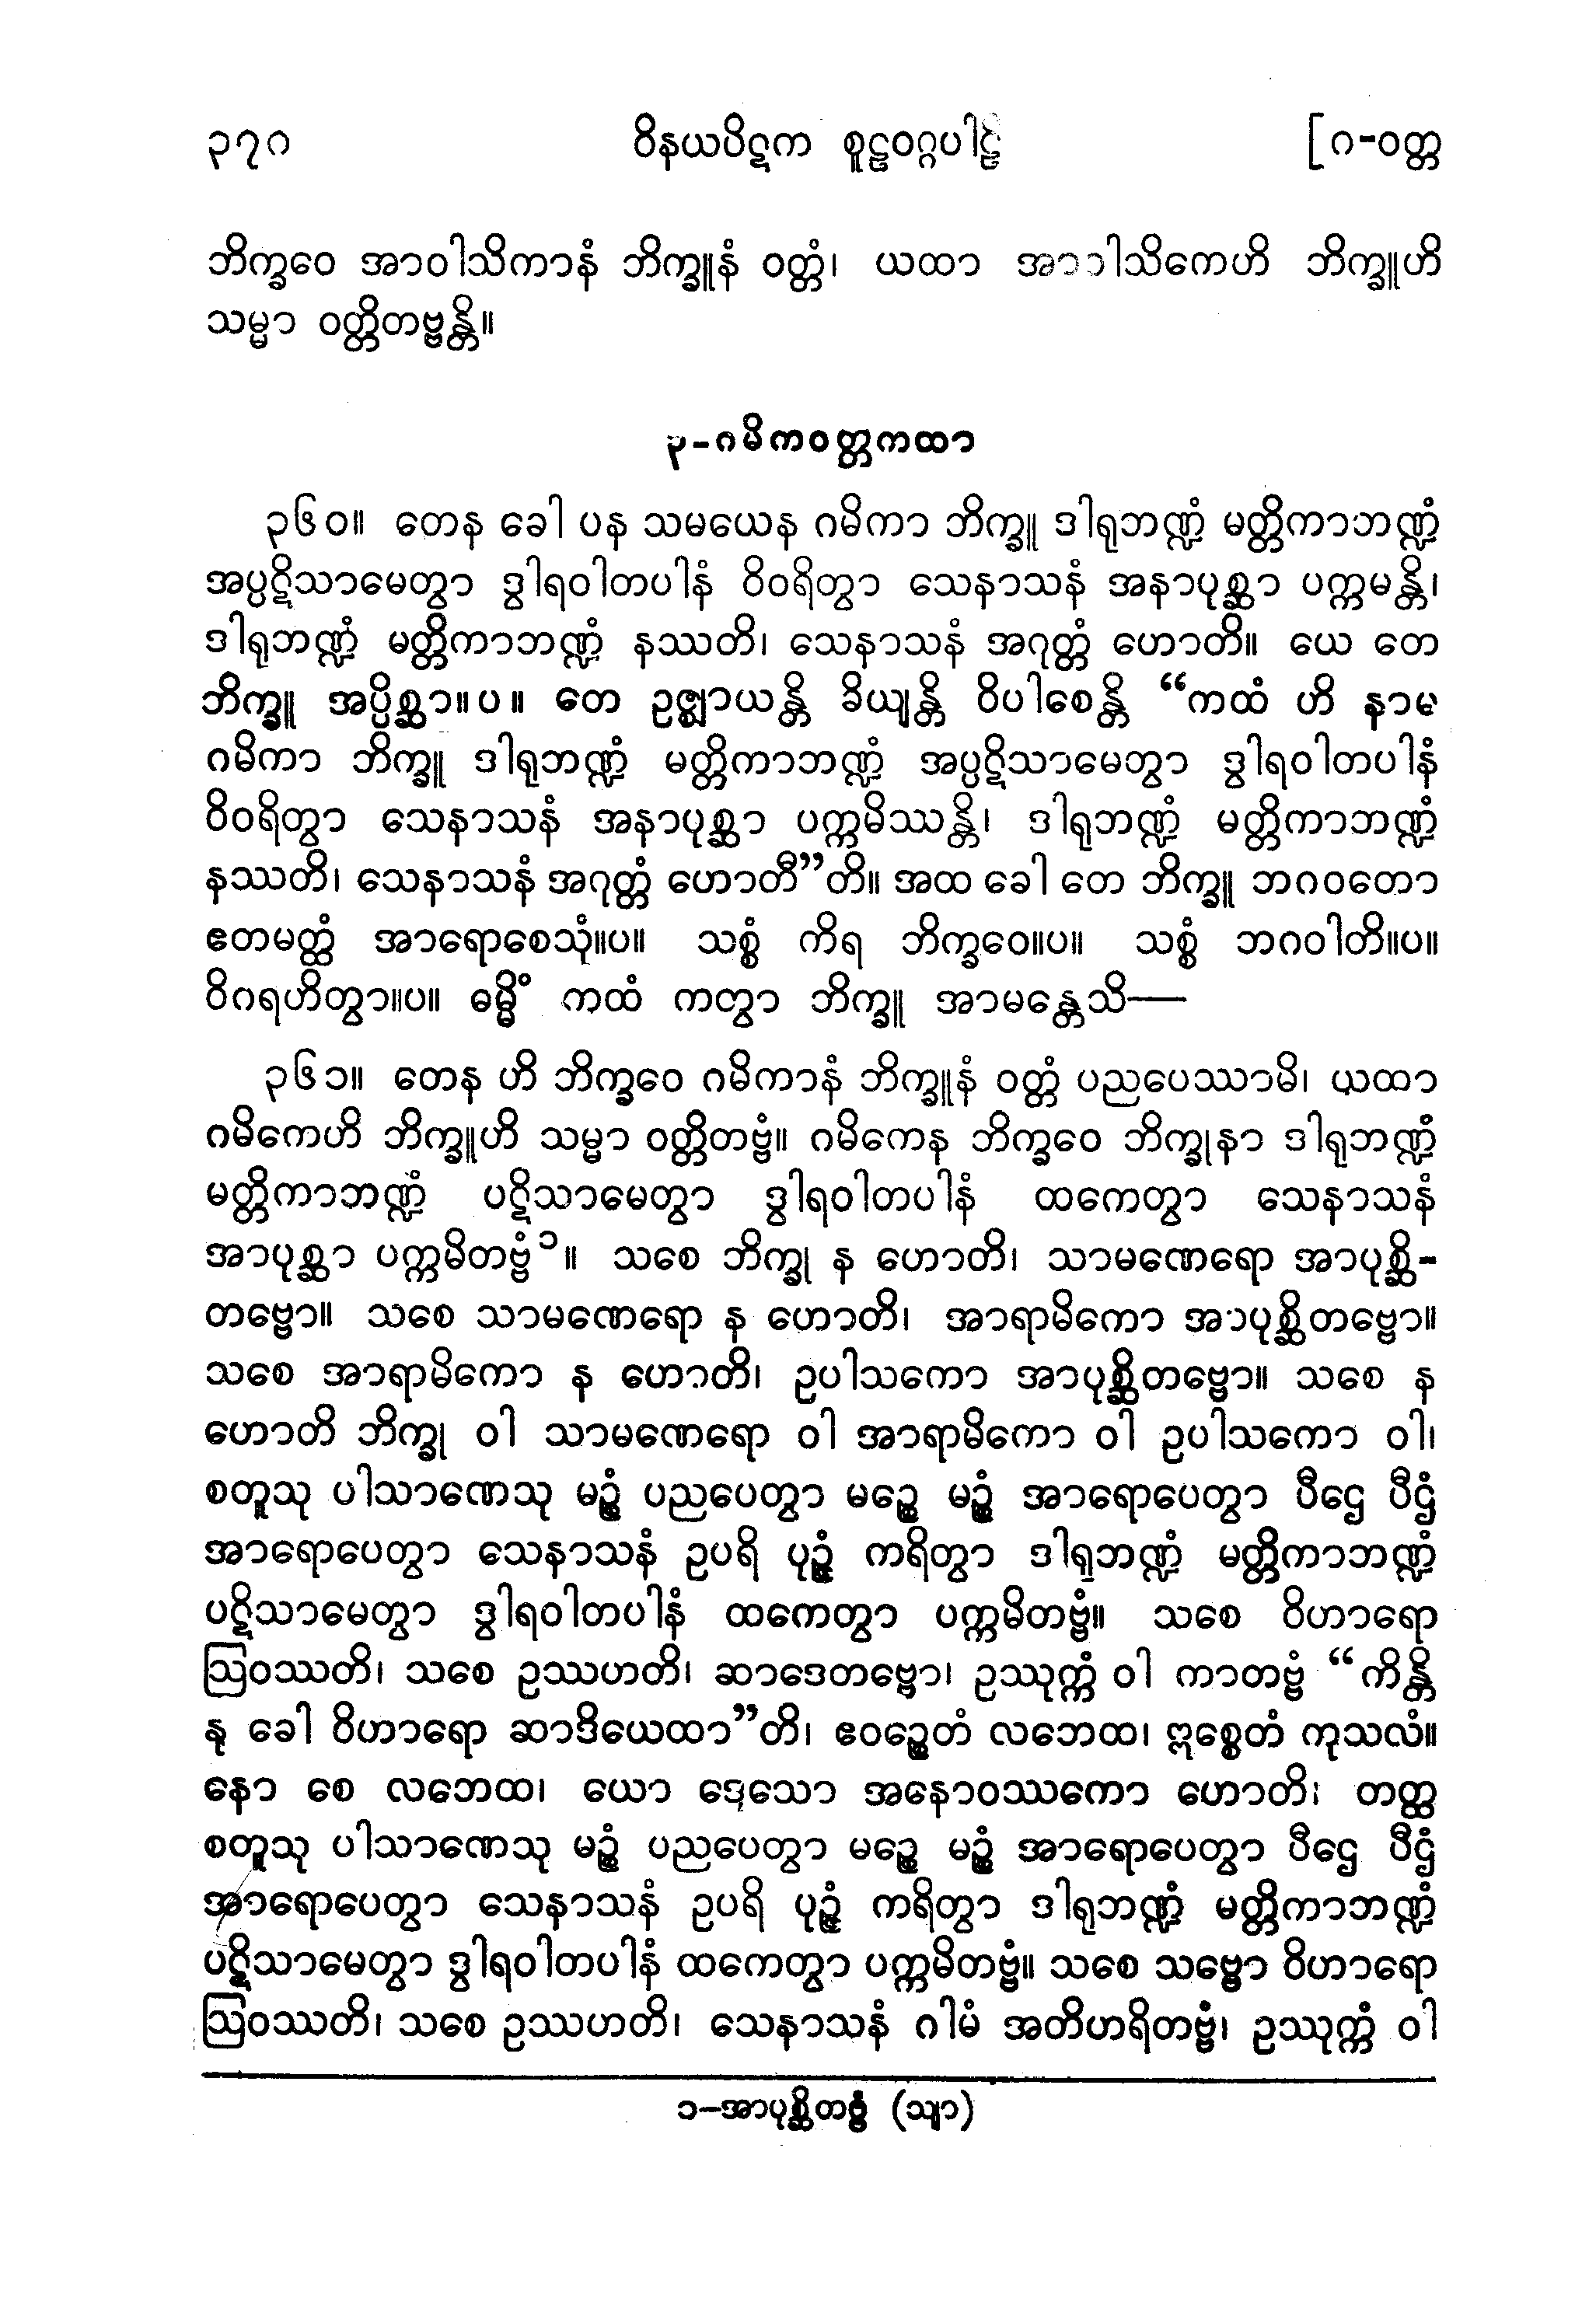 ၃၇၈ ဝိနယပိဋက စူဠဝဂ္ဂပါဠိ [၈-ဝတ္တ
ဘိက္ခဝေ အာဝါသိကာနံ ဘိက္ခူနံ ဝတ္တံ၊ ယထာ အာဝါသိကေဟိ ဘိက္ခူဟိ
သမ္မာ ဝတ္တိတဗ္ဗန္တိ။
၃-ဂမိကဝတ္တကထာ
၃၆၀။ တေန ခေါ ပန သမယေန ဂမိကာ ဘိက္ခူ ဒါရုဘဏ္ဍံ မတ္တိကာဘဏ္ဍံ
အပ္ပဋိသာမေတွာ ဒွါရဝါတပါနံ ဝိဝရိတွာ သေနာသနံ အနာပုစ္ဆာ ပက္ကမန္တိ၊
ဒါရုဘဏ္ဍံ မတ္တိကာဘဏ္ဍံ နဿတိ၊ သေနာသနံ အဂုတ္တံ ဟောတိ။ ယေ တေ
ဘိက္ခူ အပ္ပိစ္ဆာ။ပ။ တေ ဥဇ္ဈာယန္တိ ခိယျန္တိ ဝိပါစေန္တိ “ကထံ ဟိ နာမ
ဂမိကာ ဘိက္ခူ ဒါရုဘဏ္ဍံ မတ္တိကာဘဏ္ဍံ အပ္ပဋိသာမေတွာ ဒွါရဝါတပါနံ
ဝိဝရိတွာ သေနာသနံ အနာပုစ္ဆာ ပက္ကမိဿန္တိ၊ ဒါရုဘဏ္ဍံ မတ္တိကာဘဏ္ဍံ
နဿတိ၊ သေနာသနံ အဂုတ္တံ ဟောတီ”တိ။ အထ ခေါ တေ ဘိက္ခူ ဘဂဝတော
ဧတမတ္ထံ အာရောစေသုံ။ပ။ သစ္စံ ကိရ ဘိက္ခဝေ။ပ။ သစ္စံ ဘဂဝါတိ။ပ။
ဝိဂရဟိတွာ။ပ။ ဓမ္မိံ ကထံ ကတွာ ဘိက္ခူ အာမန္တေသိ—
၃၆၁။ တေန ဟိ ဘိက္ခဝေ ဂမိကာနံ ဘိက္ခူနံ ဝတ္တံ ပညပေဿာမိ၊ ယထာ
ဂမိကေဟိ ဘိက္ခူဟိ သမ္မာ ဝတ္တိတဗ္ဗံ။ ဂမိကေန ဘိက္ခဝေ ဘိက္ခုနာ ဒါရုဘဏ္ဍံ
မတ္တိကာဘဏ္ဍံ ပဋိသာမေတွာ ဒွါရဝါတပါနံ ထကေတွာ သေနာသနံ
အာပုစ္ဆာ ပက္ကမိတဗ္ဗံ၁။ သစေ ဘိက္ခု န ဟောတိ၊ သာမဏေရော အာပုစ္ဆိ-
တဗ္ဗော။ သစေ သာမဏေရော န ဟောတိ၊ အာရာမိကော အာပုစ္ဆိတဗ္ဗော။
သစေ အာရာမိကော န ဟောတိ၊ ဥပါသကော အာပုစ္ဆိတဗ္ဗော။ သစေ န
ဟောတိ ဘိက္ခု ဝါ သာမဏေရော ဝါ အာရာမိကော ဝါ ဥပါသကော ဝါ၊
စတူသု ပါသာဏေသု မဉ္စံ ပညပေတွာ မဉ္စေ မဉ္စံ အာရောပေတွာ ပီဌေ ပီဌံ
အာရောပေတွာ သေနာသနံ ဥပရိ ပုဉ္ဇံ ကရိတွာ ဒါရုဘဏ္ဍံ မတ္တိကာဘဏ္ဍံ
ပဋိသာမေတွာ ဒွါရဝါတပါနံ ထကေတွာ ပက္ကမိတဗ္ဗံ။ သစေ ဝိဟာရော
ဩဝဿတိ၊ သစေ ဥဿဟတိ၊ ဆာဒေတဗ္ဗော၊ ဥဿုက္ကံ ဝါ ကာတဗ္ဗံ “ကိန္တိ
နု ခေါ ဝိဟာရော ဆာဒိယေထာ”တိ၊ ဧဝဉ္စေတံ လဘေထ၊ ဣစ္စေတံ ကုသလံ။
နော စေ လဘေထ၊ ယော ဒေသော အနောဝဿကော ဟောတိ၊ တတ္ထ
စတူသု ပါသာဏေသု မဉ္စံ ပညပေတွာ မဉ္စေ မဉ္စံ အာရောပေတွာ ပီဌေ ပီဌံ
အာရောပေတွာ သေနာသနံ ဥပရိ ပုဉ္ဇံ ကရိတွာ ဒါရုဘဏ္ဍံ မတ္တိကာဘဏ္ဍံ
ပဋိသာမေတွာ ဒွါရဝါတပါနံ ထကေတွာ ပက္ကမိတဗ္ဗံ။ သစေ သဗ္ဗော ဝိဟာရော
ဩဝဿတိ၊ သစေ ဥဿဟတိ၊ သေနာသနံ ဂါမံ အတိဟရိတဗ္ဗံ၊ ဥဿုက္ကံ ဝါ
၁-အာပုစ္ဆိတဗ္ဗံ (သျာ)